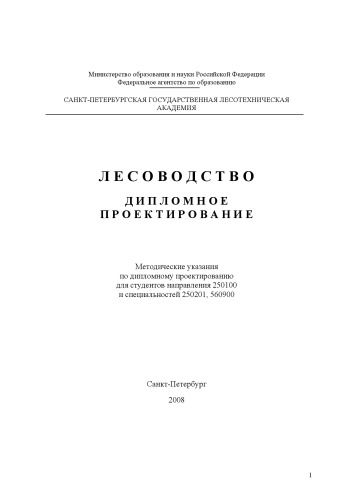 Министерство образования и науки Российской Федерации
Федеральное агентство по образованию
САНКТ-ПЕТЕРБУРГСКАЯ ГОСУДАРСТВЕННАЯ ЛЕСОТЕХНИЧЕСКАЯ
АКАДЕМИЯ
ЛЕСОВОДСТВО
ДИПЛОМНОЕ
ПРОЕКТИРОВАНИЕ
Методические указания
по дипломному проектированию
для студентов направления 250100
и специальностей 250201, 560900
Санкт-Петербург
2008
1